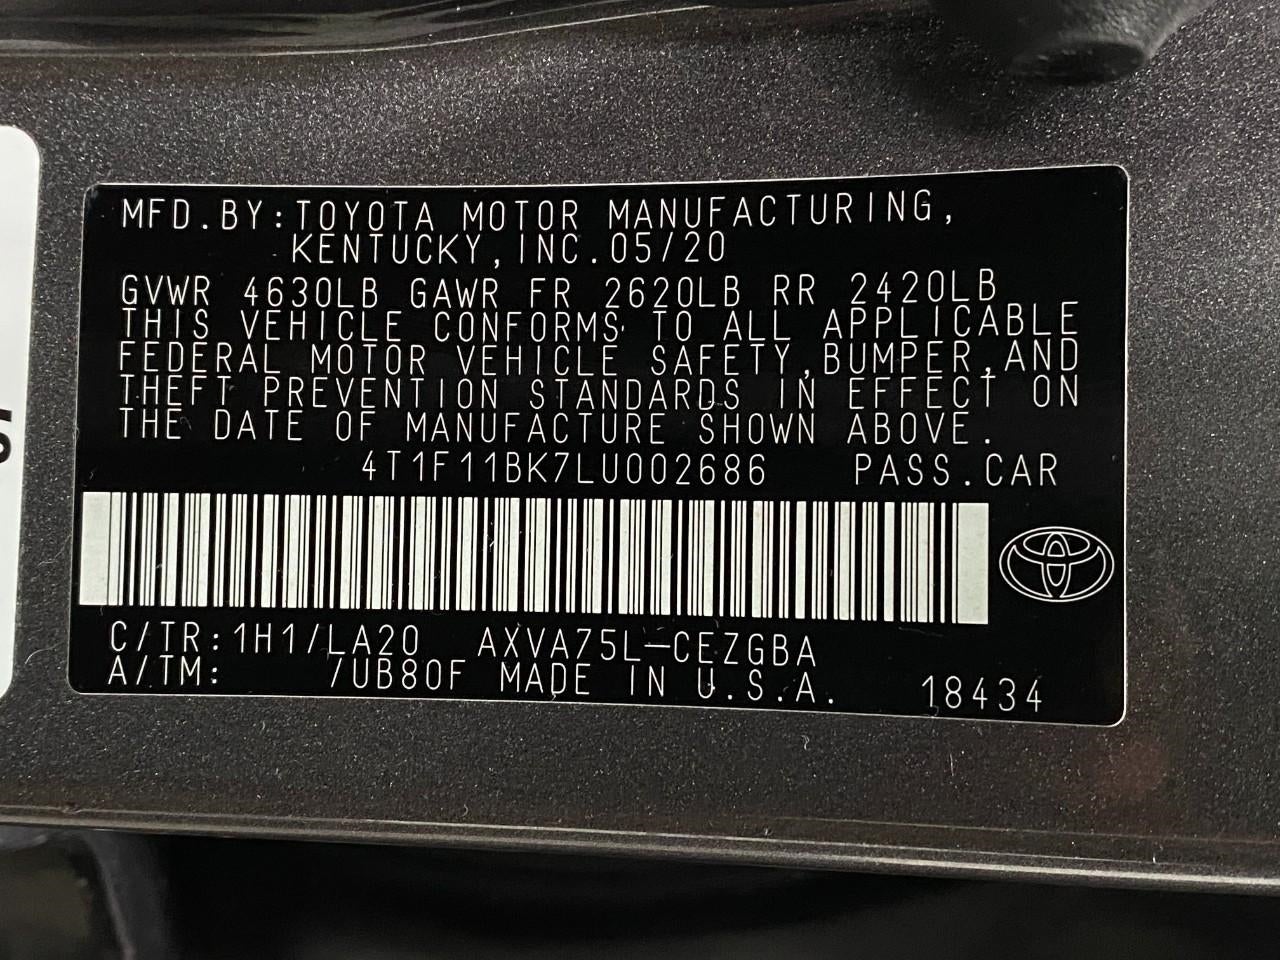 MFD.BY:TOYOTA MOTOR MANUFACTURING,
KENTUCKY,INC.05/20
GVWR 4630LB GAWR FR 2620LB RR 2420LB
THIS VEHICLE CONFORMS TO ALL APPLICABLE
FEDERAL MOTOR VEHICLE SAFETY,BUMPER,AND
THEFT PREVENTION STANDARDS IN EFFECT ON
THE DATE OF MANUFACTURE SHOWN ABOVE.
4T1F11BK7LU002686 PASS.CAR
C/TR:1H1/LA20 AXVA75L-CEZGBA
A/TM: /UB80F MADE IN U.S.A. 18434